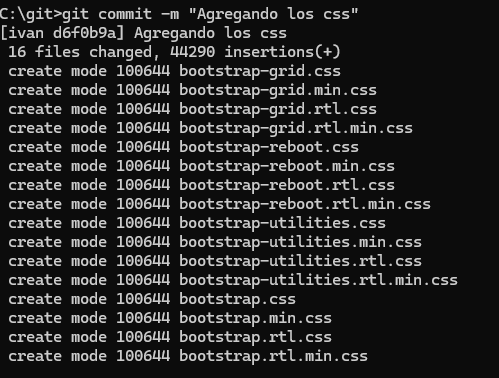 C:\git>git commit -m "Agregando los css"
[ivan d6f0b9a] Agregando los css
 16 files changed, 44290 insertions(+)
 create mode 100644 bootstrap-grid.css
 create mode 100644 bootstrap-grid.min.css
 create mode 100644 bootstrap-grid.rtl.css
 create mode 100644 bootstrap-grid.rtl.min.css
 create mode 100644 bootstrap-reboot.css
 create mode 100644 bootstrap-reboot.min.css
 create mode 100644 bootstrap-reboot.rtl.css
 create mode 100644 bootstrap-reboot.rtl.min.css
 create mode 100644 bootstrap-utilities.css
 create mode 100644 bootstrap-utilities.min.css
 create mode 100644 bootstrap-utilities.rtl.css
 create mode 100644 bootstrap-utilities.rtl.min.css
 create mode 100644 bootstrap.css
 create mode 100644 bootstrap.min.css
 create mode 100644 bootstrap.rtl.css
 create mode 100644 bootstrap.rtl.min.css